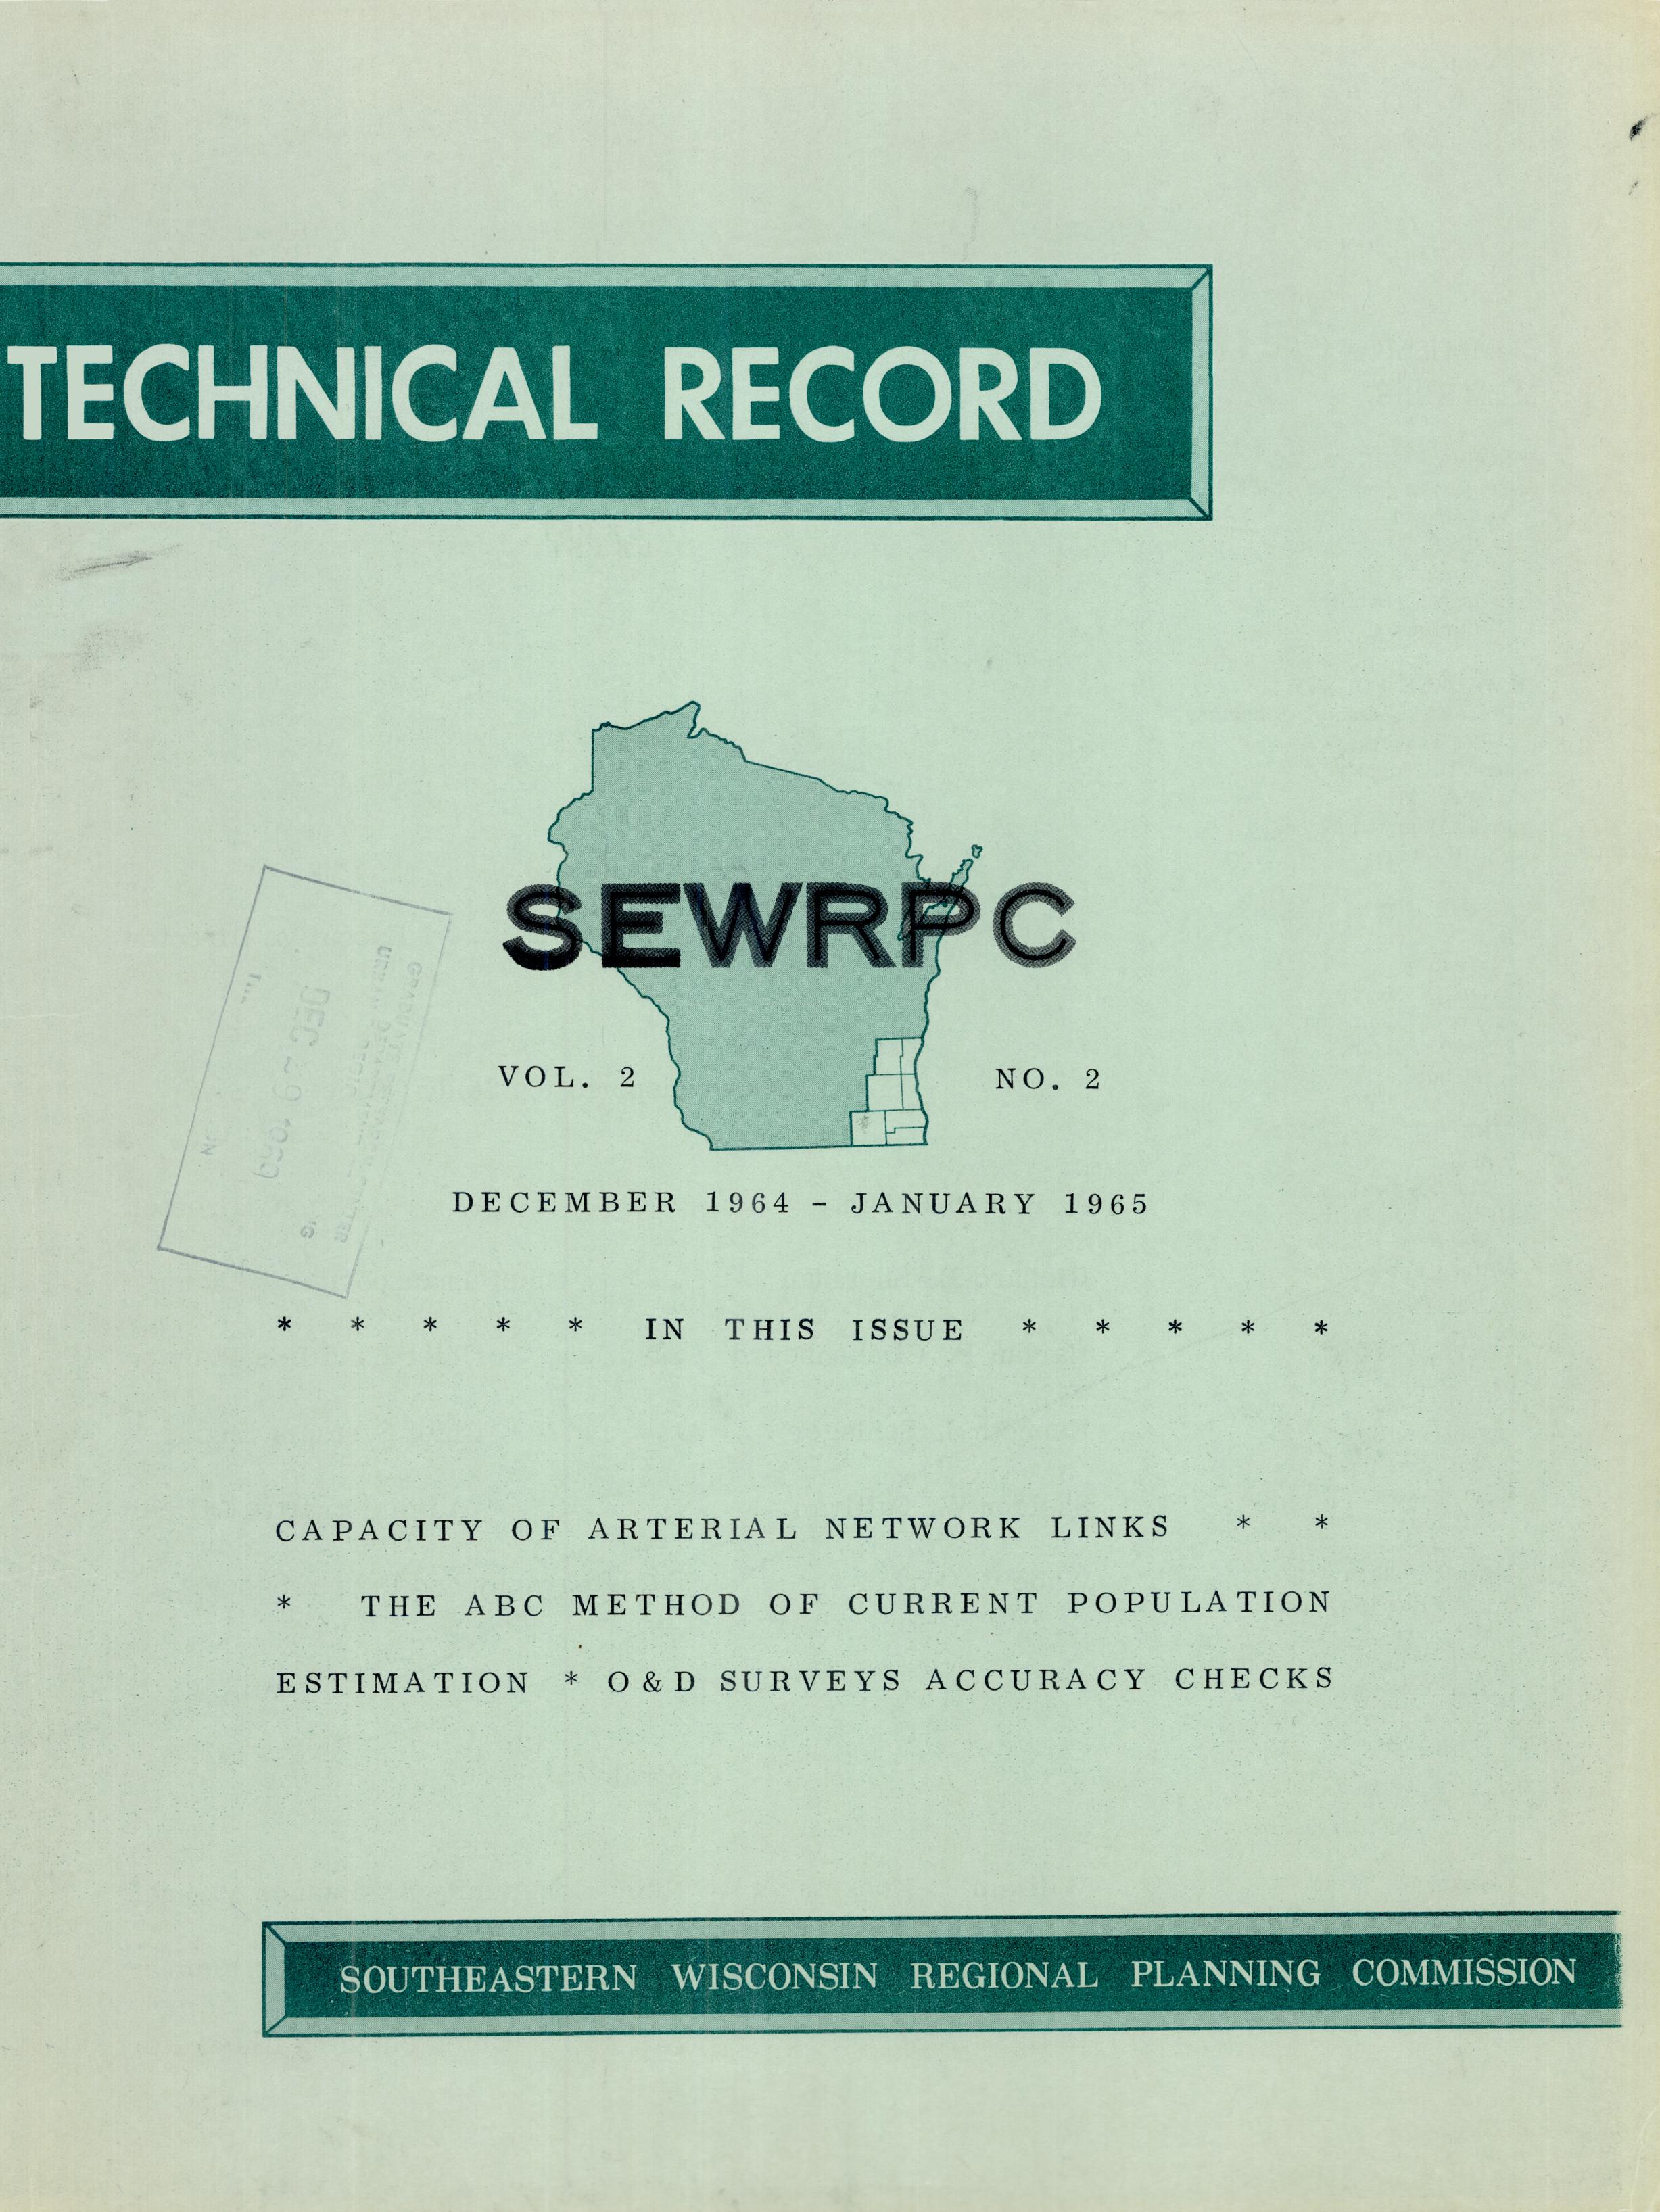 TECHNICAL RECORD
SEWRPC
VOL. 2 NO. 2
DECEMBER 1964 - JANUARY 1965
* * * * * IN THIS ISSUE * * * * *
CAPACITY OF ARTERIAL NETWORK LINKS * *
* THE ABC METHOD OF CURRENT POPULATION
ESTIMATION * O&D SURVEYS ACCURACY CHECKS
SOUTHEASTERN WISCONSIN REGIONAL PLANNING COMMISSION